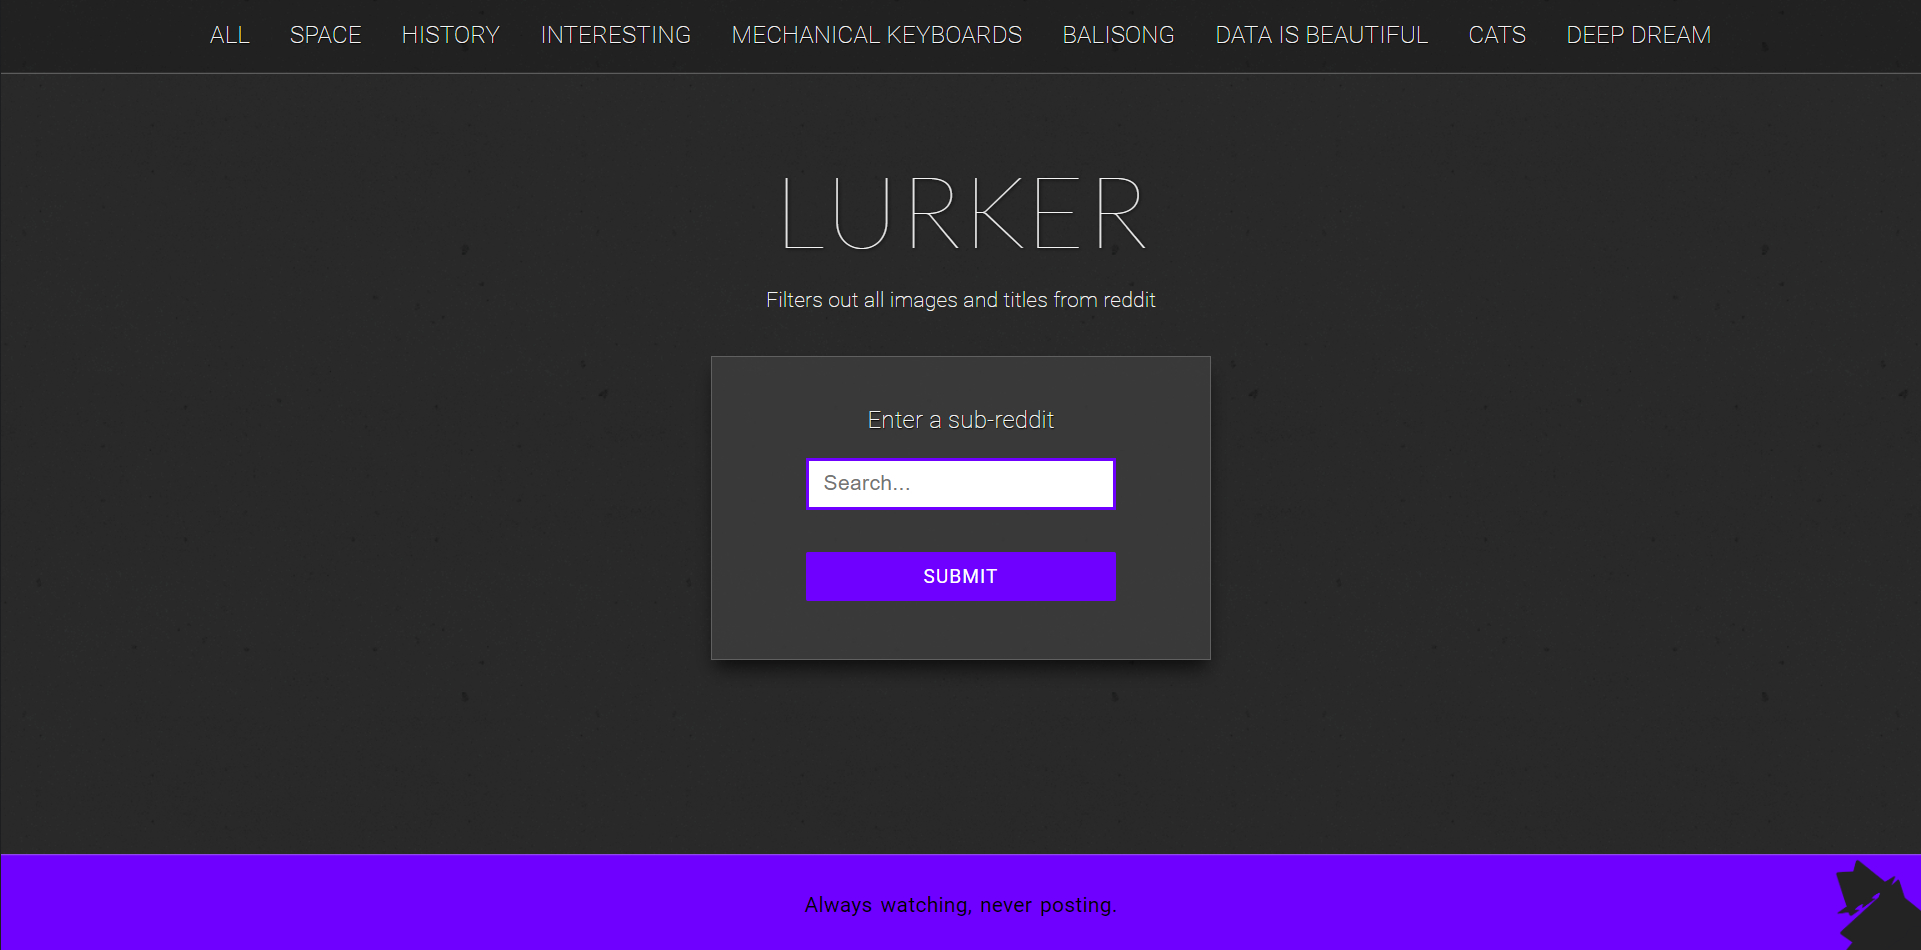 ALL SPACE HISTORY INTERESTING MECHANICAL KEYBOARDS BALISONG DATA IS BEAUTIFUL CATS DEEP DREAM
LURKER
Filters out all images and titles from reddit
Enter a sub-reddit
Search...
SUBMIT
Always watching, never posting.